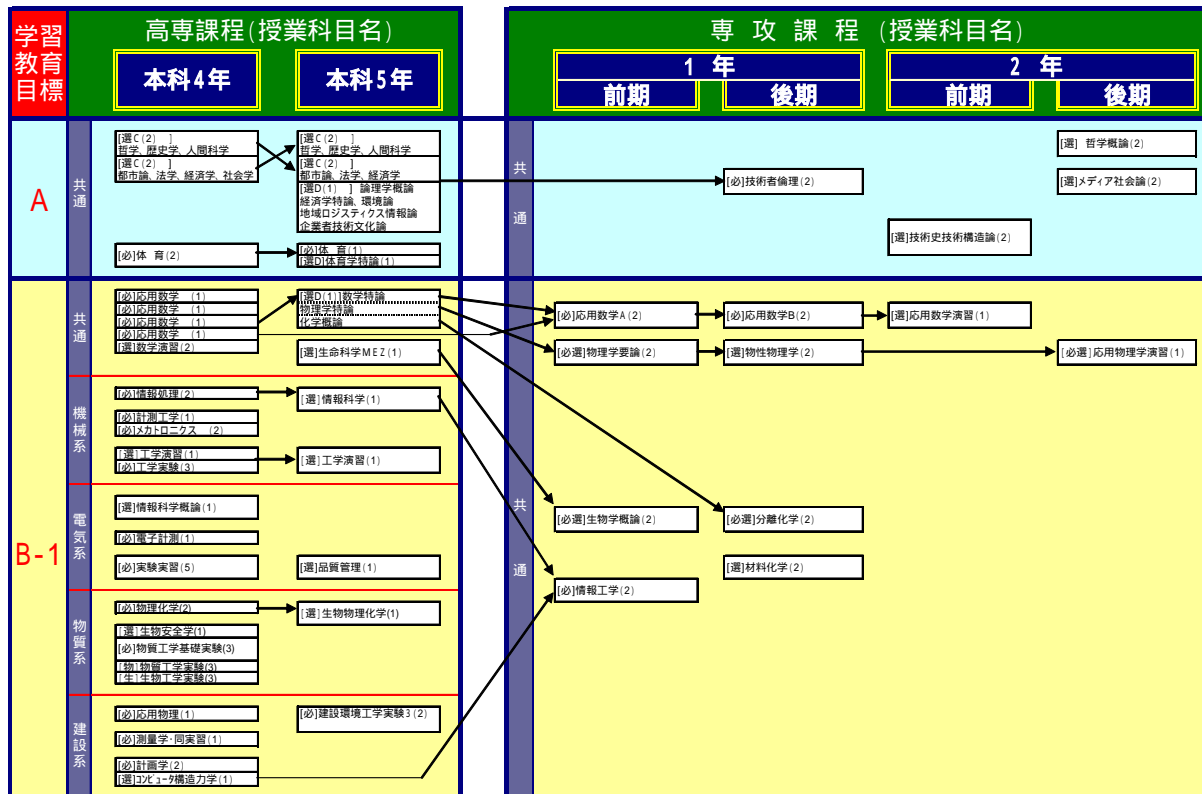 学習
教育
目標
高専課程(授業科目名)
本科4年
本科5年
専 攻 課 程 (授業科目名)
1 年
2 年
前期
後期
前期
後期
A
共通
[選C(2) ]
哲学、歴史学、人間科学
[選C(2) ]
都市論、法学、経済学、社会学
[必]体 育(2)
[選C(2) ]
哲学、歴史学、人間科学
[選C(2) ]
都市論、法学、経済学
[選D(1) ] 論理学概論
経済学特論、環境論
地域ロジスティクス情報論
企業者技術文化論
[必]体 育(1)
[選D]体育学特論(1)
共通
[必]技術者倫理(2)
[選]技術史技術構造論(2)
[選] 哲学概論(2)
[選]メディア社会論(2)
B-1
共通
[必]応用数学 (1)
[必]応用数学 (1)
[必]応用数学 (1)
[必]応用数学 (1)
[選]数学演習(2)
[選D(1)]数学特論
物理学特論
化学概論
[選]生命科学MEZ(1)
機械系
[必]情報処理(2)
[必]計測工学(1)
[必]メカトロニクス (2)
[選]工学演習(1)
[必]工学実験(3)
[選]情報科学(1)
[選]工学演習(1)
電気系
[選]情報科学概論(1)
[必]電子計測(1)
[必]実験実習(5)
[選]品質管理(1)
物質系
[必]物理化学(2)
[選]生物安全学(1)
[必]物質工学基礎実験(3)
[物]物質工学実験(3)
[生]生物工学実験(3)
[選]生物物理化学(1)
建設系
[必]応用物理(1)
[必]測量学・同実習(1)
[必]計画学(2)
[選]コンピュータ構造力学(1)
[必]建設環境工学実験3(2)
共通
[必]応用数学A(2)
[必]応用数学B(2)
[選]応用数学演習(1)
[必選]物理学要論(2)
[選]物性物理学(2)
[必選]応用物理学演習(1)
[必選]生物学概論(2)
[必選]分離化学(2)
[選]材料化学(2)
[必]情報工学(2)